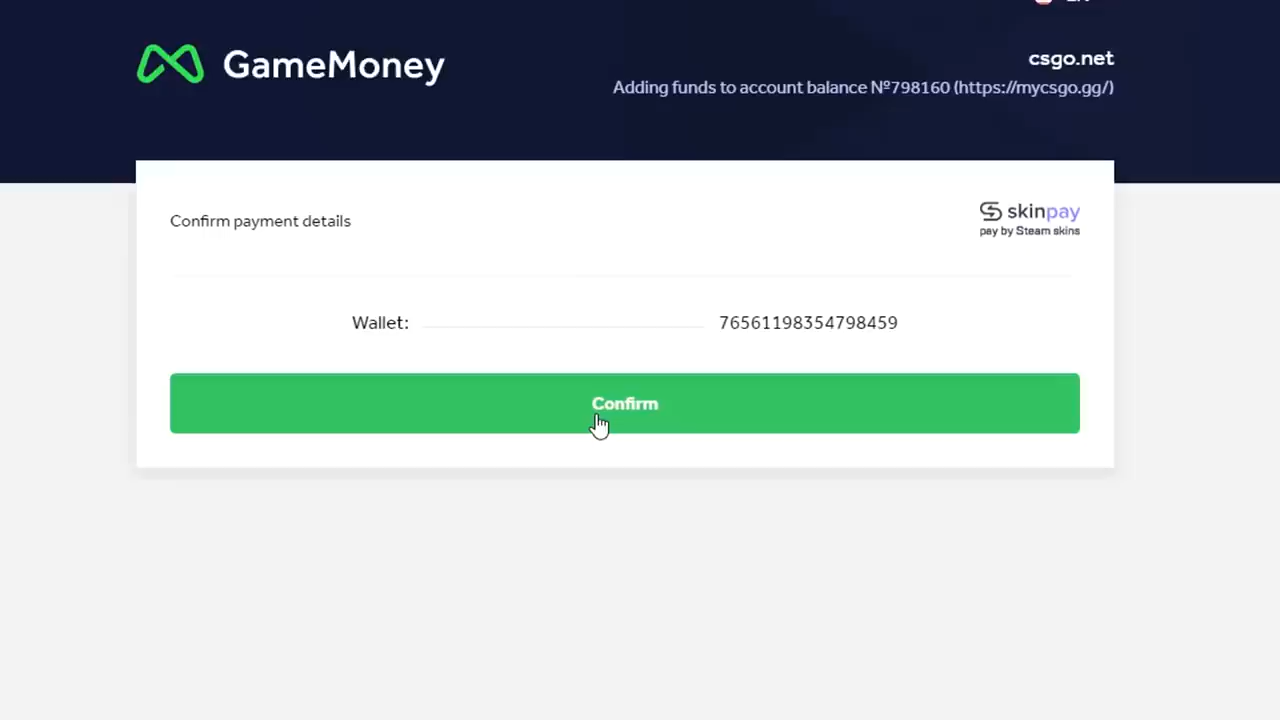 GameMoney
csgo.net
Adding funds to account balance №798160 (https://mycsgo.gg/)
Confirm payment details
skinpay
pay by Steam skins
Wallet: 76561198354798459
Confirm